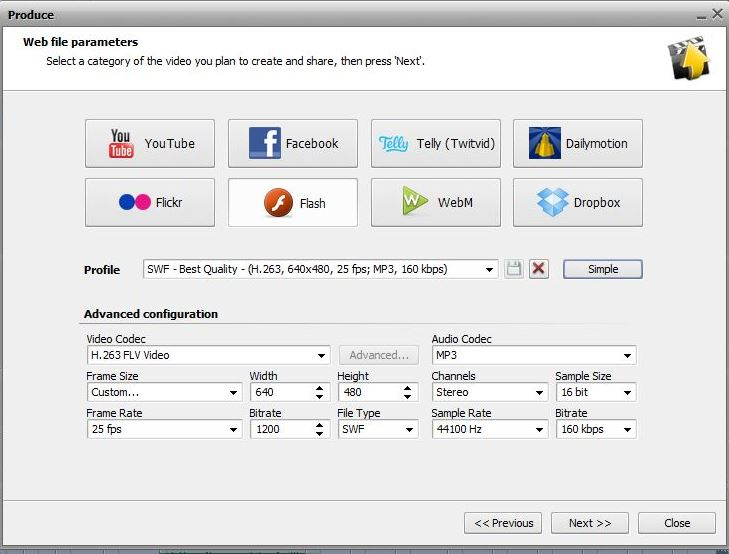 Produce
Web file parameters
Select a category of the video you plan to create and share, then press 'Next'.
You Tube YouTube
f Facebook
Telly Telly (Twitvid)
Dailymotion
Flickr
f Flash
W WebM
Dropbox
Profile SWF - Best Quality - (H.263, 640x480, 25 fps; MP3, 160 kbps) Simple
Advanced configuration
Video Codec Audio Codec
H.263 FLV Video Advanced... MP3
Frame Size Width Height Channels Sample Size
Custom... 640 480 Stereo 16 bit
Frame Rate Bitrate File Type Sample Rate Bitrate
25 fps 1200 SWF 44100 Hz 160 kbps
<< Previous Next >> Close